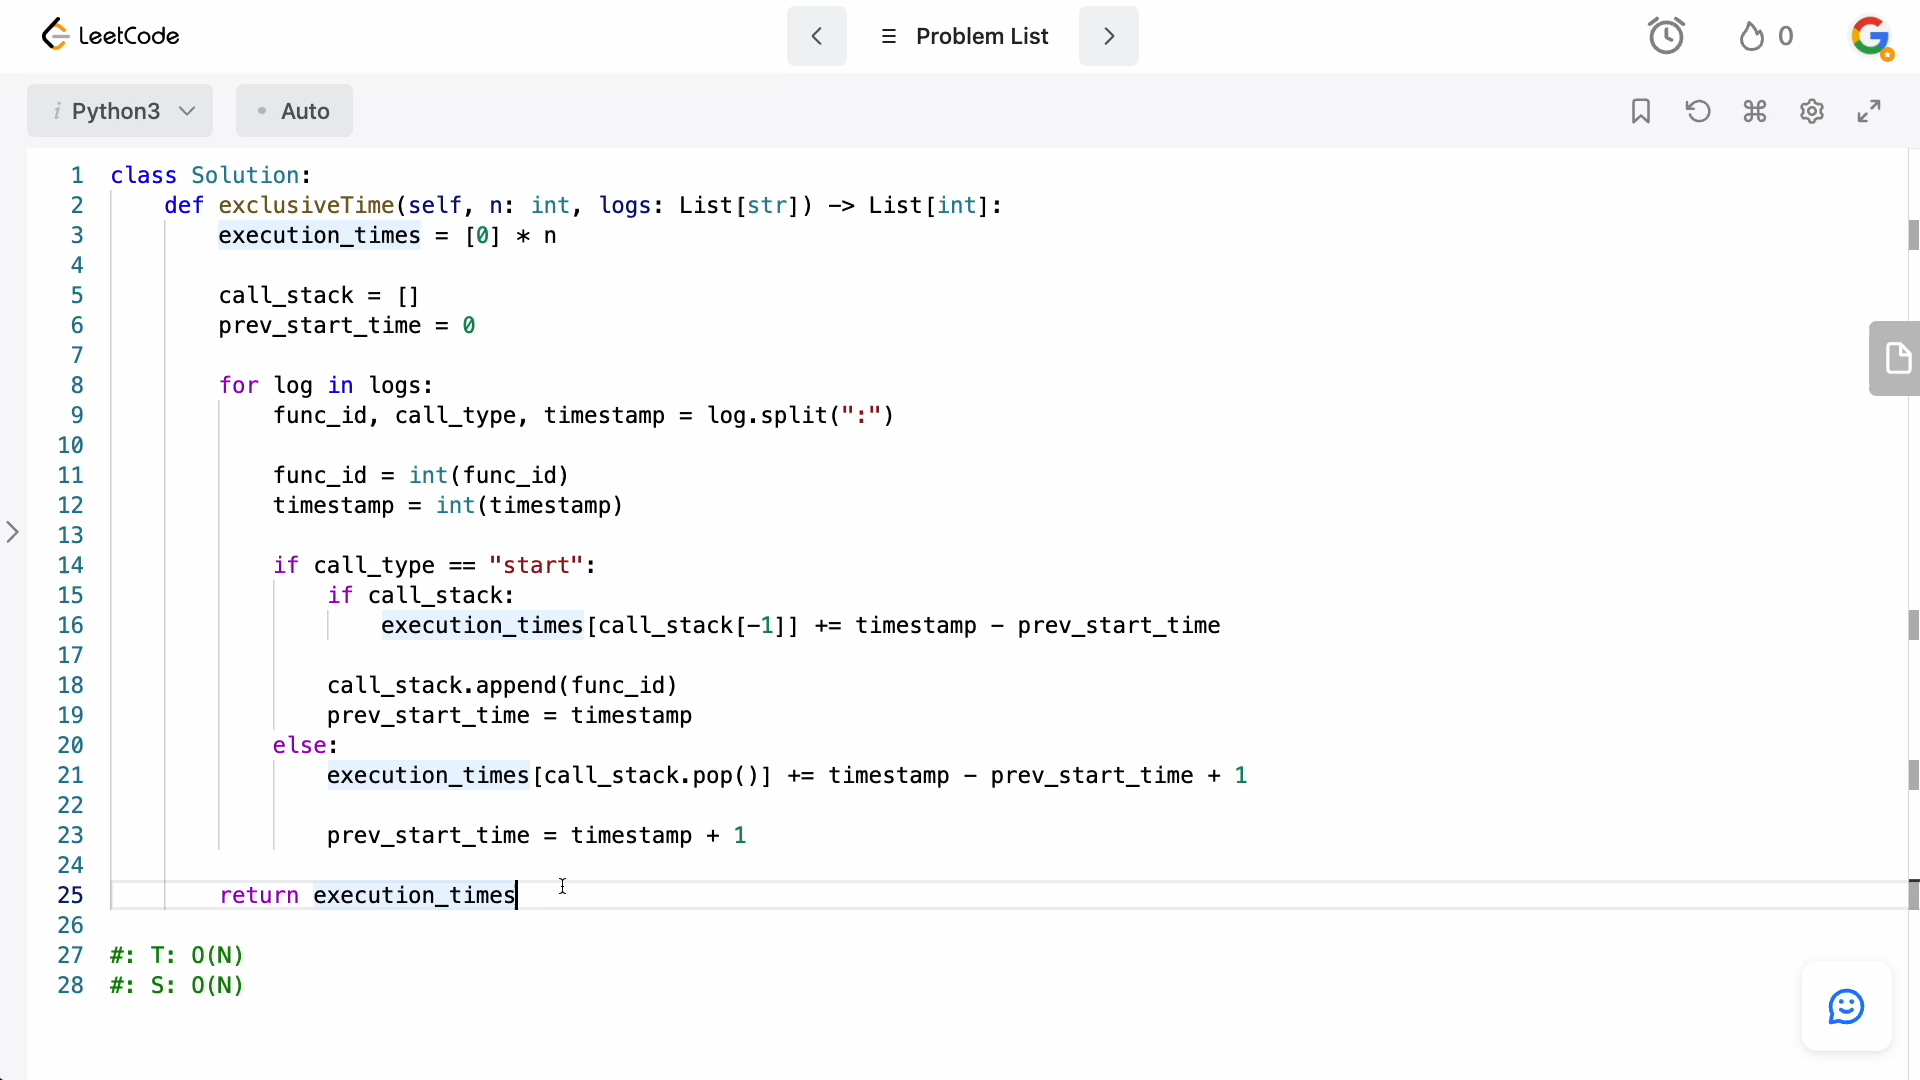 LeetCode
Problem List
0
Python3
Auto
1 class Solution:
2 def exclusiveTime(self, n: int, logs: List[str]) -> List[int]:
3 execution_times = [0] * n
4
5 call_stack = []
6 prev_start_time = 0
7
8 for log in logs:
9 func_id, call_type, timestamp = log.split(":")
10
11 func_id = int(func_id)
12 timestamp = int(timestamp)
13
14 if call_type == "start":
15 if call_stack:
16 execution_times[call_stack[-1]] += timestamp - prev_start_time
17
18 call_stack.append(func_id)
19 prev_start_time = timestamp
20 else:
21 execution_times[call_stack.pop()] += timestamp - prev_start_time + 1
22
23 prev_start_time = timestamp + 1
24
25 return execution_times
26
27 #: T: O(N)
28 #: S: O(N)